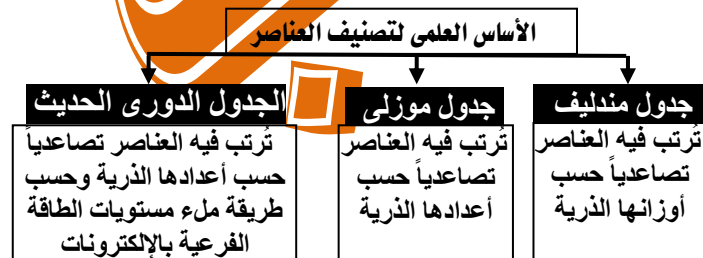 الأساس العلمى لتصنيف العناصر
جدول مندليف
تُرتب فيه العناصر
تصاعدياً حسب
أوزانها الذرية
جدول موزلى
تُرتب فيه العناصر
تصاعدياً حسب
أعدادها الذرية
الجدول الدورى الحديث
تُرتب فيه العناصر تصاعدياً
حسب أعدادها الذرية وحسب
طريقة ملء مستويات الطاقة
الفرعية بالإلكترونات